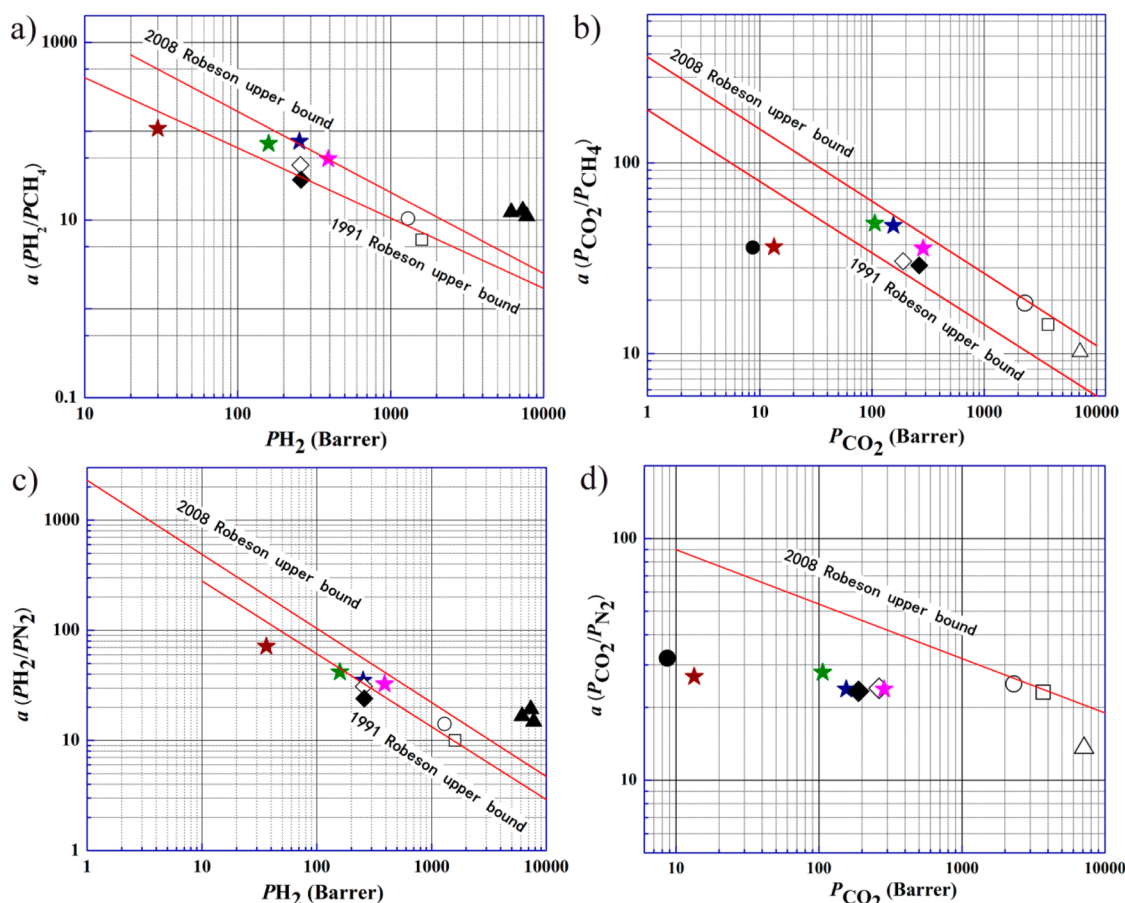 a)
1000
10
0.1
10
100
1000
10000
a (PH2/PCH4)
PH2 (Barrer)
2008 Robeson upper bound
1991 Robeson upper bound
b)
100
10
1
10
100
1000
10000
a (PCO2/PCH4)
PCO2 (Barrer)
2008 Robeson upper bound
1991 Robeson upper bound
c)
1000
100
10
1
1
10
100
1000
10000
a (PH2/PN2)
PH2 (Barrer)
2008 Robeson upper bound
1991 Robeson upper bound
d)
100
10
10
100
1000
10000
a (PCO2/PN2)
PCO2 (Barrer)
2008 Robeson upper bound